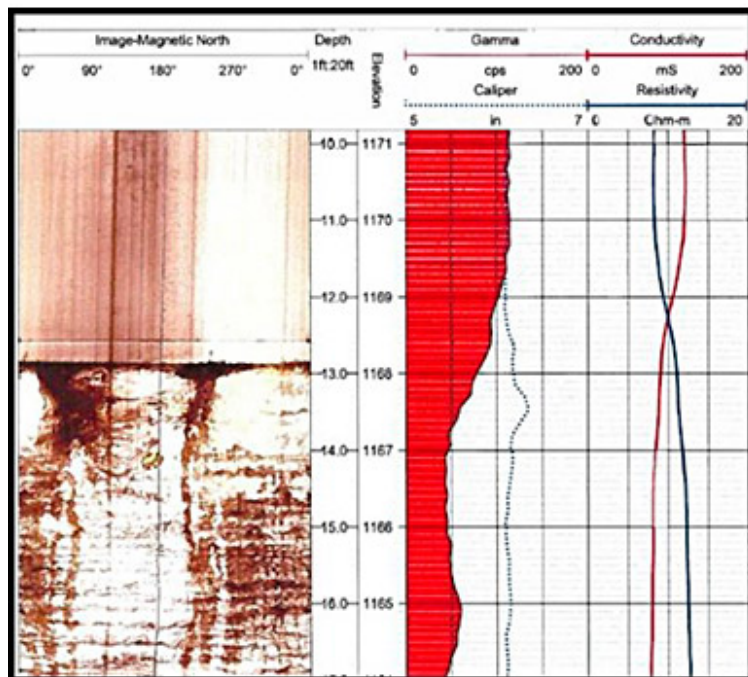 Image-Magnetic North Depth Gamma Conductivity
0° 90° 180° 270° 0° 1ft:20ft Elevation 0 cps 200 0 mS 200
Caliper Resistivity
5 in 7 0 Ohm-m 20
10.0 1171
11.0 1170
12.0 1169
13.0 1168
14.0 1167
15.0 1166
16.0 1165